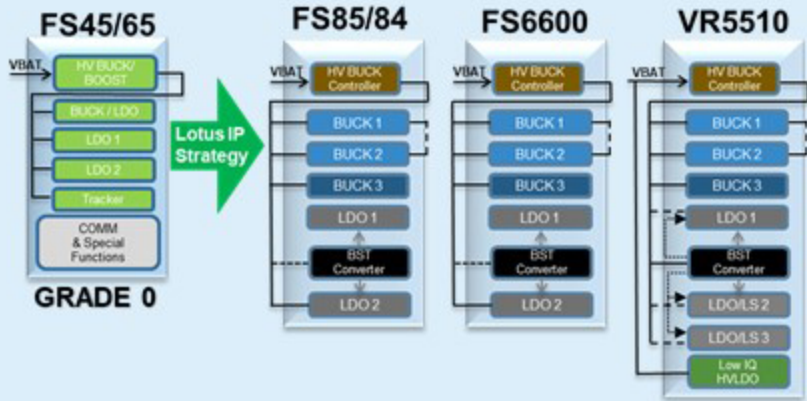 FS45/65
VBAT
HV BUCK/
BOOST
BUCK / LDO
LDO 1
LDO 2
Tracker
COMM
& Special
Functions
GRADE 0
Lotus IP
Strategy
FS85/84
VBAT
HV BUCK
Controller
BUCK 1
BUCK 2
BUCK 3
LDO 1
BST
Converter
LDO 2
FS6600
VBAT
HV BUCK
Controller
BUCK 1
BUCK 2
BUCK 3
LDO 1
BST
Converter
LDO 2
VR5510
VBAT
HV BUCK
Controller
BUCK 1
BUCK 2
BUCK 3
LDO 1
BST
Converter
LDO/LS 2
LDO/LS 3
Low IQ
HVLDO